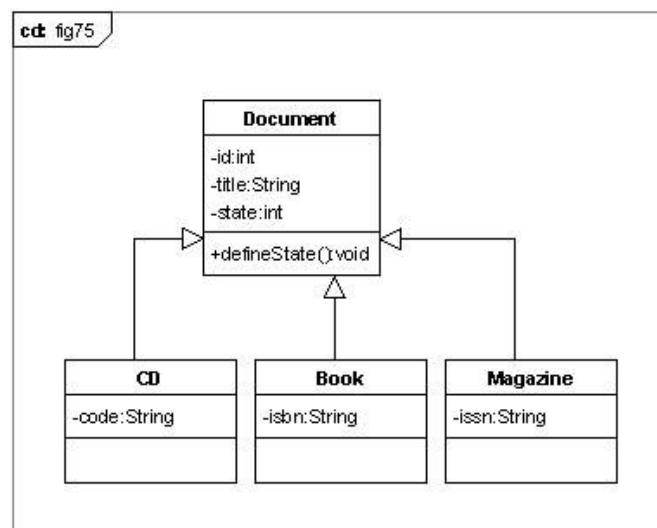 cd: fig75
Document
-id:int
-title:String
-state:int
+defineState():void
CD
-code:String
Book
-isbn:String
Magazine
-issn:String